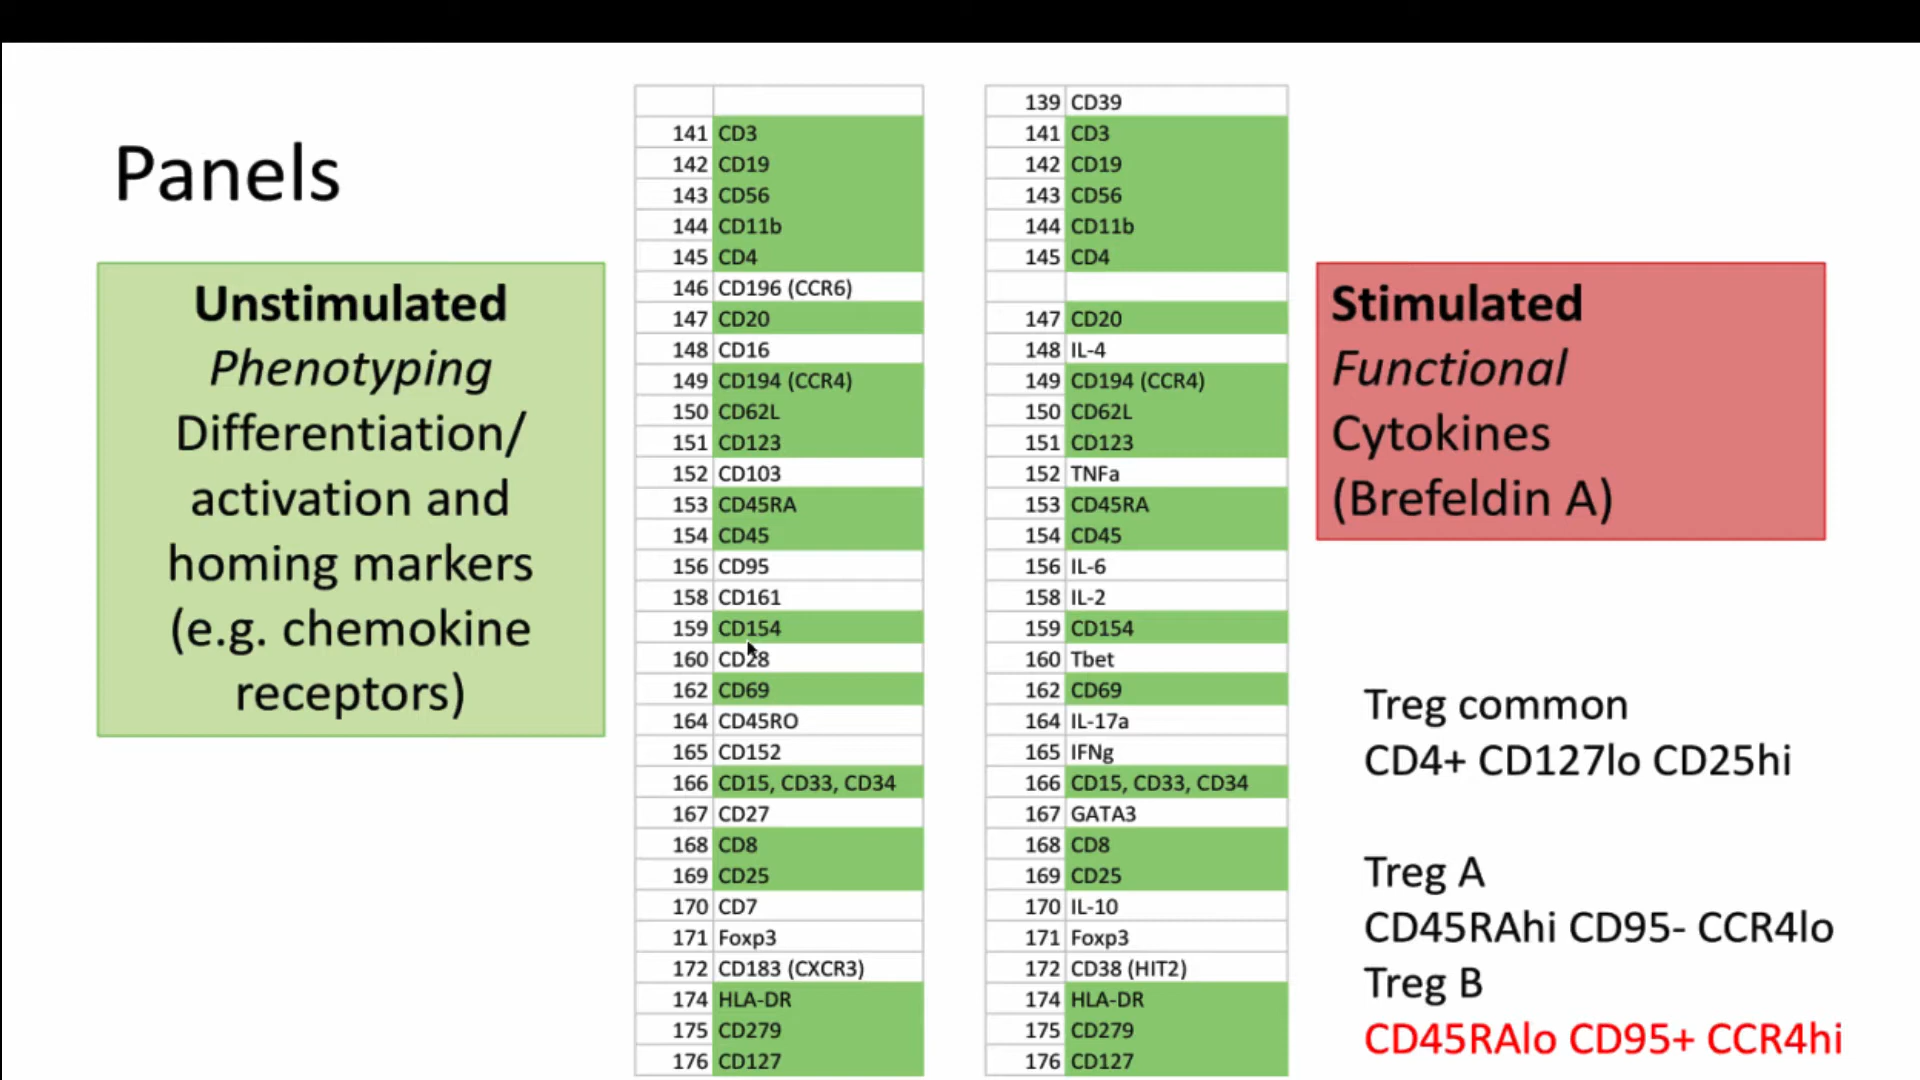 Panels
Unstimulated
Phenotyping
Differentiation/
activation and
homing markers
(e.g. chemokine
receptors)
141 CD3
142 CD19
143 CD56
144 CD11b
145 CD4
146 CD196 (CCR6)
147 CD20
148 CD16
149 CD194 (CCR4)
150 CD62L
151 CD123
152 CD103
153 CD45RA
154 CD45
156 CD95
158 CD161
159 CD154
160 CD28
162 CD69
164 CD45RO
165 CD152
166 CD15, CD33, CD34
167 CD27
168 CD8
169 CD25
170 CD7
171 Foxp3
172 CD183 (CXCR3)
174 HLA-DR
175 CD279
176 CD127
139 CD39
141 CD3
142 CD19
143 CD56
144 CD11b
145 CD4
147 CD20
148 IL-4
149 CD194 (CCR4)
150 CD62L
151 CD123
152 TNFa
153 CD45RA
154 CD45
156 IL-6
158 IL-2
159 CD154
160 Tbet
162 CD69
164 IL-17a
165 IFNg
166 CD15, CD33, CD34
167 GATA3
168 CD8
169 CD25
170 IL-10
171 Foxp3
172 CD38 (HIT2)
174 HLA-DR
175 CD279
176 CD127
Stimulated
Functional
Cytokines
(Brefeldin A)
Treg common
CD4+ CD127lo CD25hi
Treg A
CD45RAhi CD95- CCR4lo
Treg B
CD45RAlo CD95+ CCR4hi